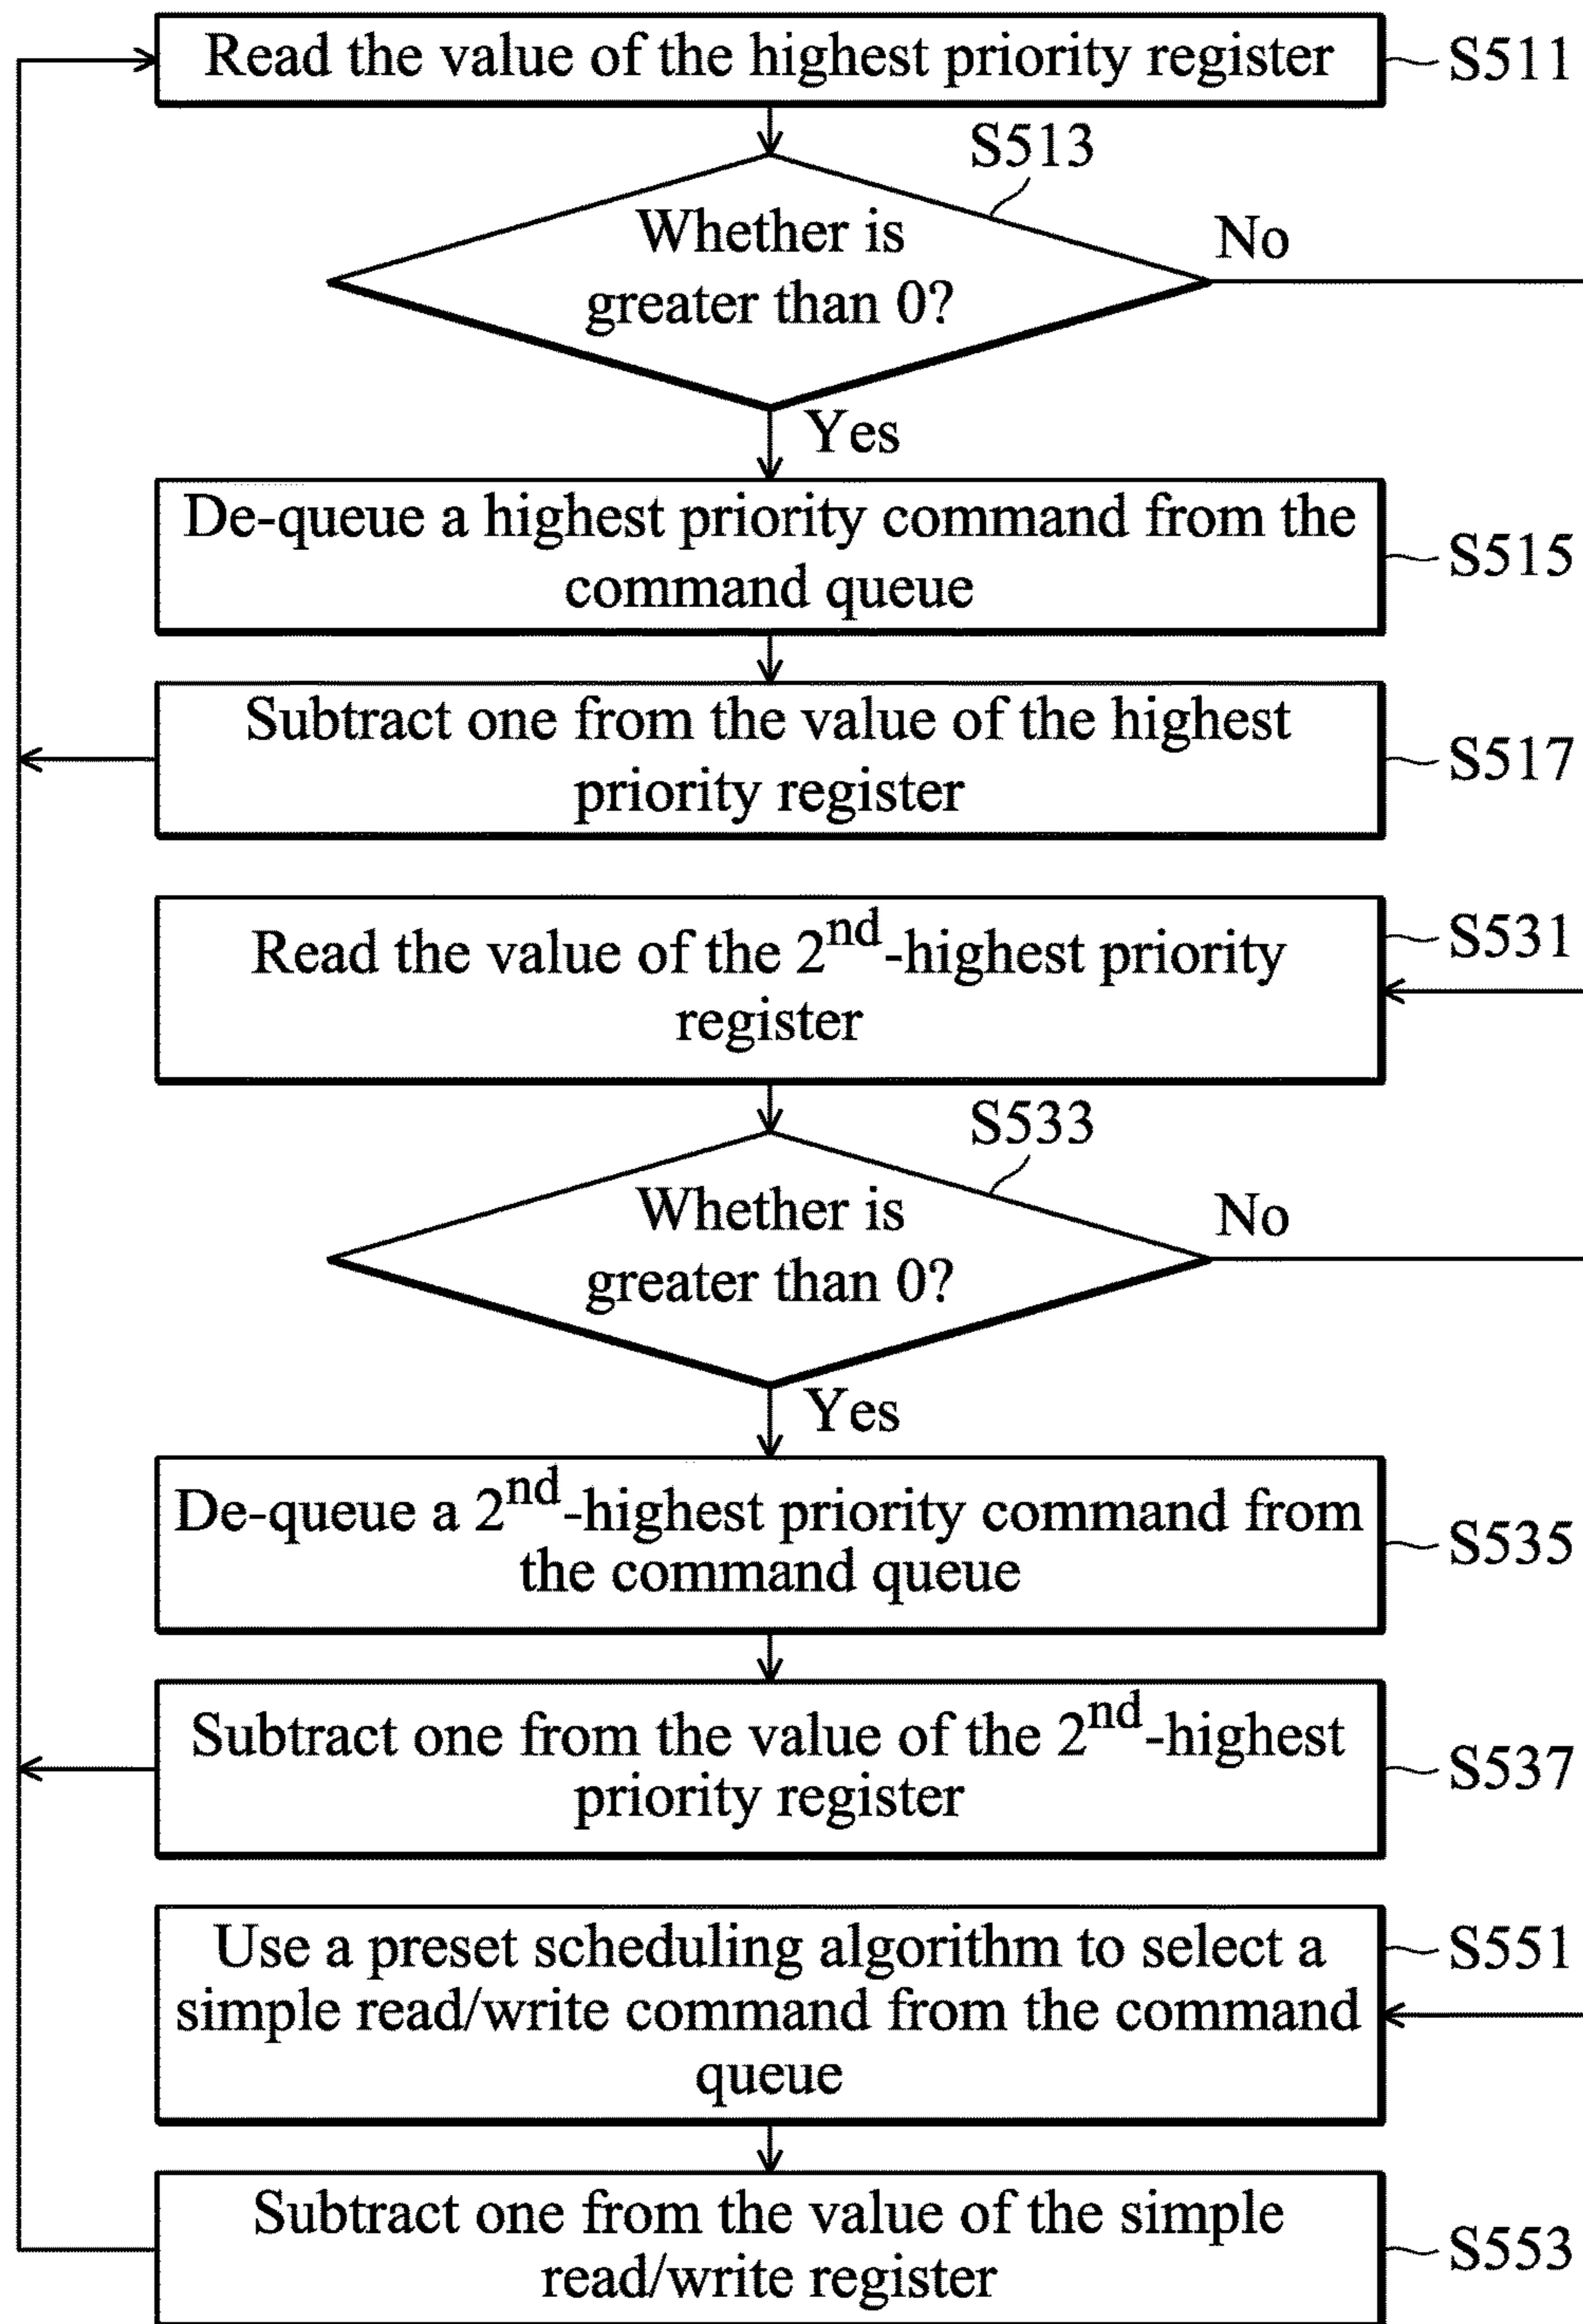 Read the value of the highest priority register
S511
S513
Whether is
greater than 0?
No
Yes
De-queue a highest priority command from the
command queue
S515
Subtract one from the value of the highest
priority register
S517
Read the value of the 2nd-highest priority
register
S531
S533
Whether is
greater than 0?
No
Yes
De-queue a 2nd-highest priority command from
the command queue
S535
Subtract one from the value of the 2nd-highest
priority register
S537
Use a preset scheduling algorithm to select a
simple read/write command from the command
queue
S551
Subtract one from the value of the simple
read/write register
S553